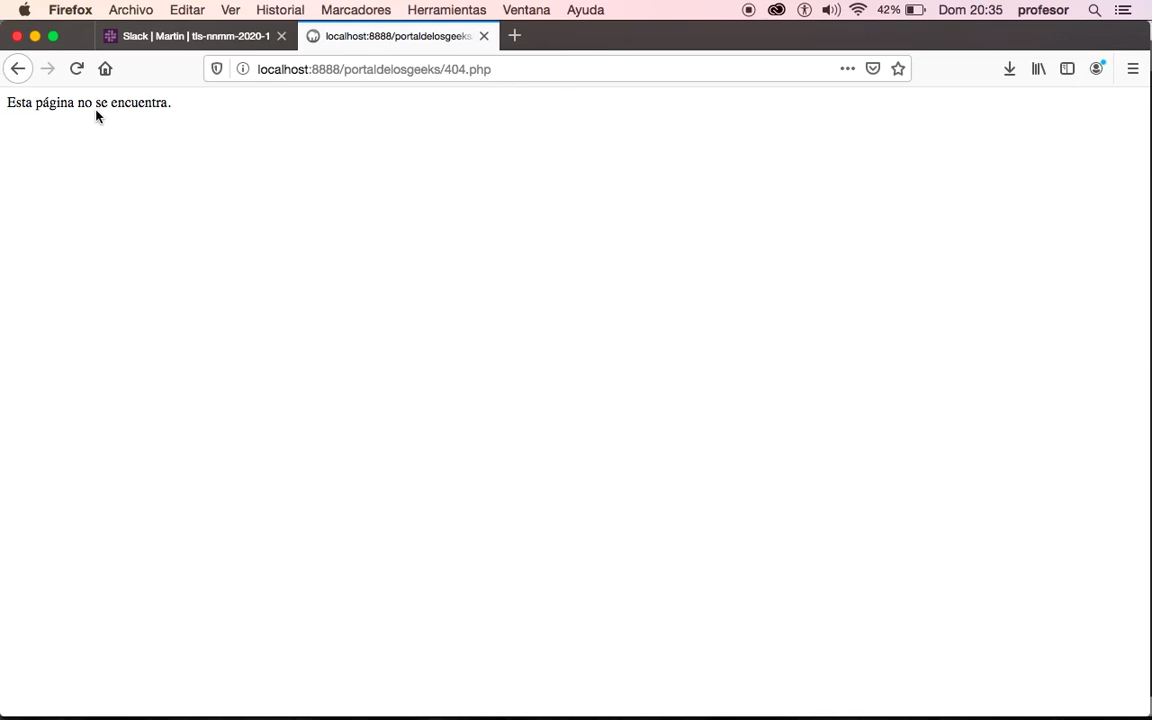 Firefox Archivo Editar Ver Historial Marcadores Herramientas Ventana Ayuda 42% Dom 20:35 profesor
Slack | Martin | tls-nnmm-2020-1 localhost:8888/portaldelosgeeks
localhost:8888/portaldelosgeeks/404.php
Esta página no se encuentra.